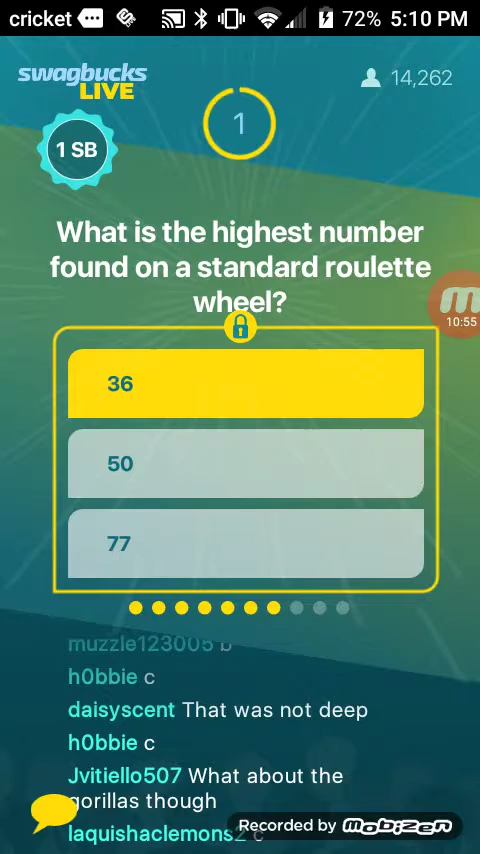 cricket 72% 5:10 PM
swagbucks
LIVE
14,262
1
1 SB
What is the highest number
found on a standard roulette
wheel?
10:55
36
50
77
muzzle123005 b
h0bbie c
daisyscent That was not deep
h0bbie c
Jvitiello507 What about the
gorillas though
laquishaclemons2 c
Recorded by mobizen